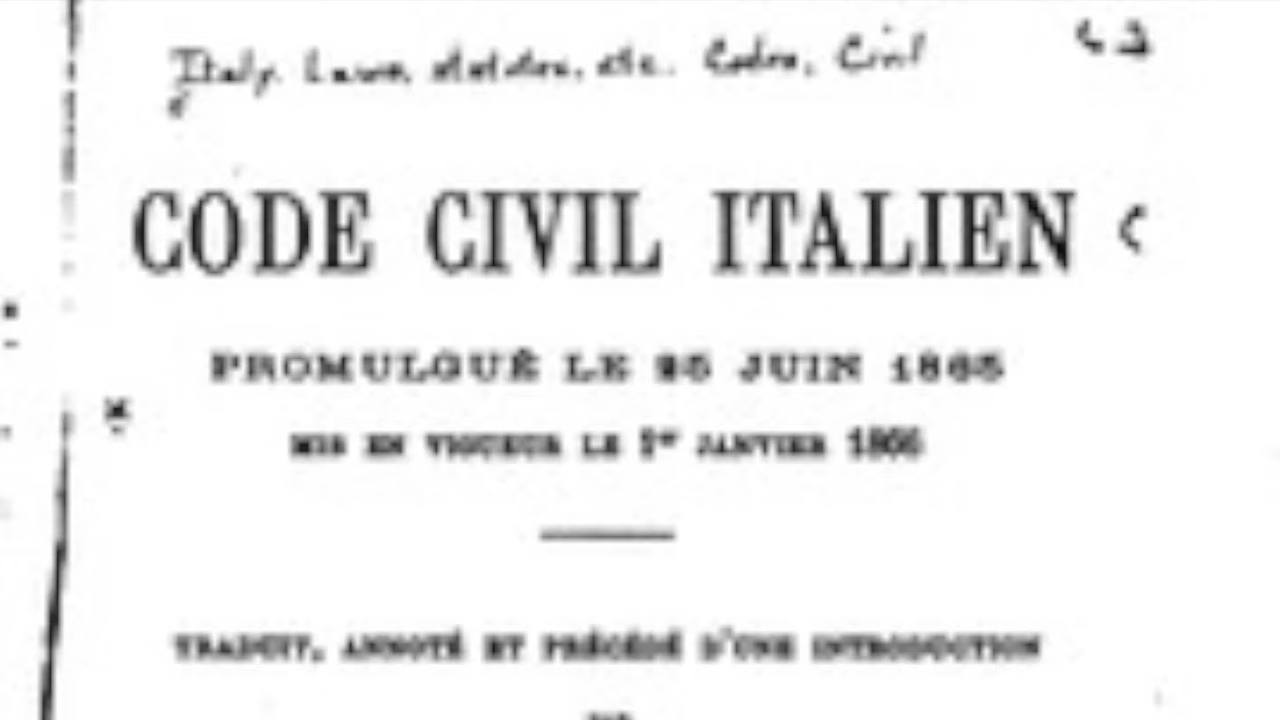 Italy. Laws, statutes, etc. Codes, Civil
CODE CIVIL ITALIEN
PROMULGUÉ LE 25 JUIN 1865
MIS EN VIGUEUR LE 1er JANVIER 1866
TRADUIT, ANNOTÉ ET PRÉCÉDÉ D'UNE INTRODUCTION